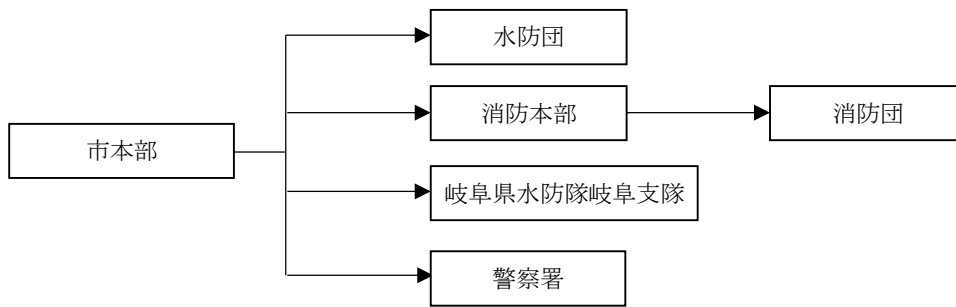 市本部
水防団
消防本部
消防団
岐阜県水防隊岐阜支隊
警察署